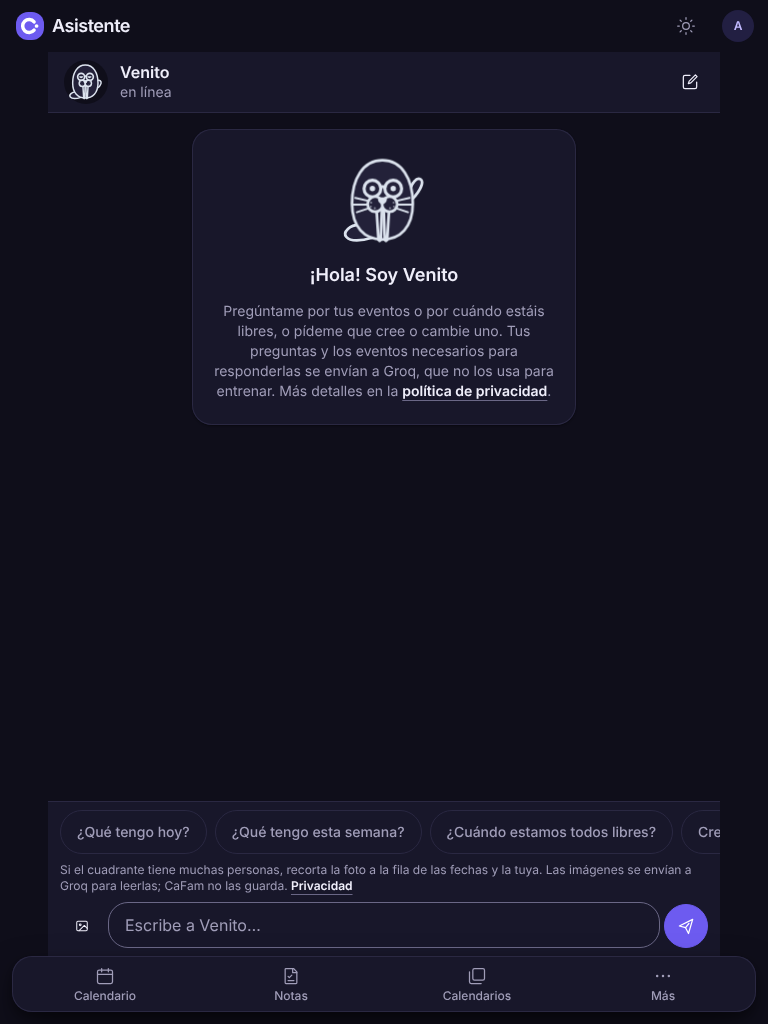 Asistente
A
Venito
en línea
¡Hola! Soy Venito
Pregúntame por tus eventos o por cuándo estáis
libres, o pídeme que cree o cambie uno. Tus
preguntas y los eventos necesarios para
responderlas se envían a Groq, que no los usa para
entrenar. Más detalles en la política de privacidad.
¿Qué tengo hoy?
¿Qué tengo esta semana?
¿Cuándo estamos todos libres?
Cre
Si el cuadrante tiene muchas personas, recorta la foto a la fila de las fechas y la tuya. Las imágenes se envían a
Groq para leerlas; CaFam no las guarda. Privacidad
Escribe a Venito...
Calendario
Notas
Calendarios
Más